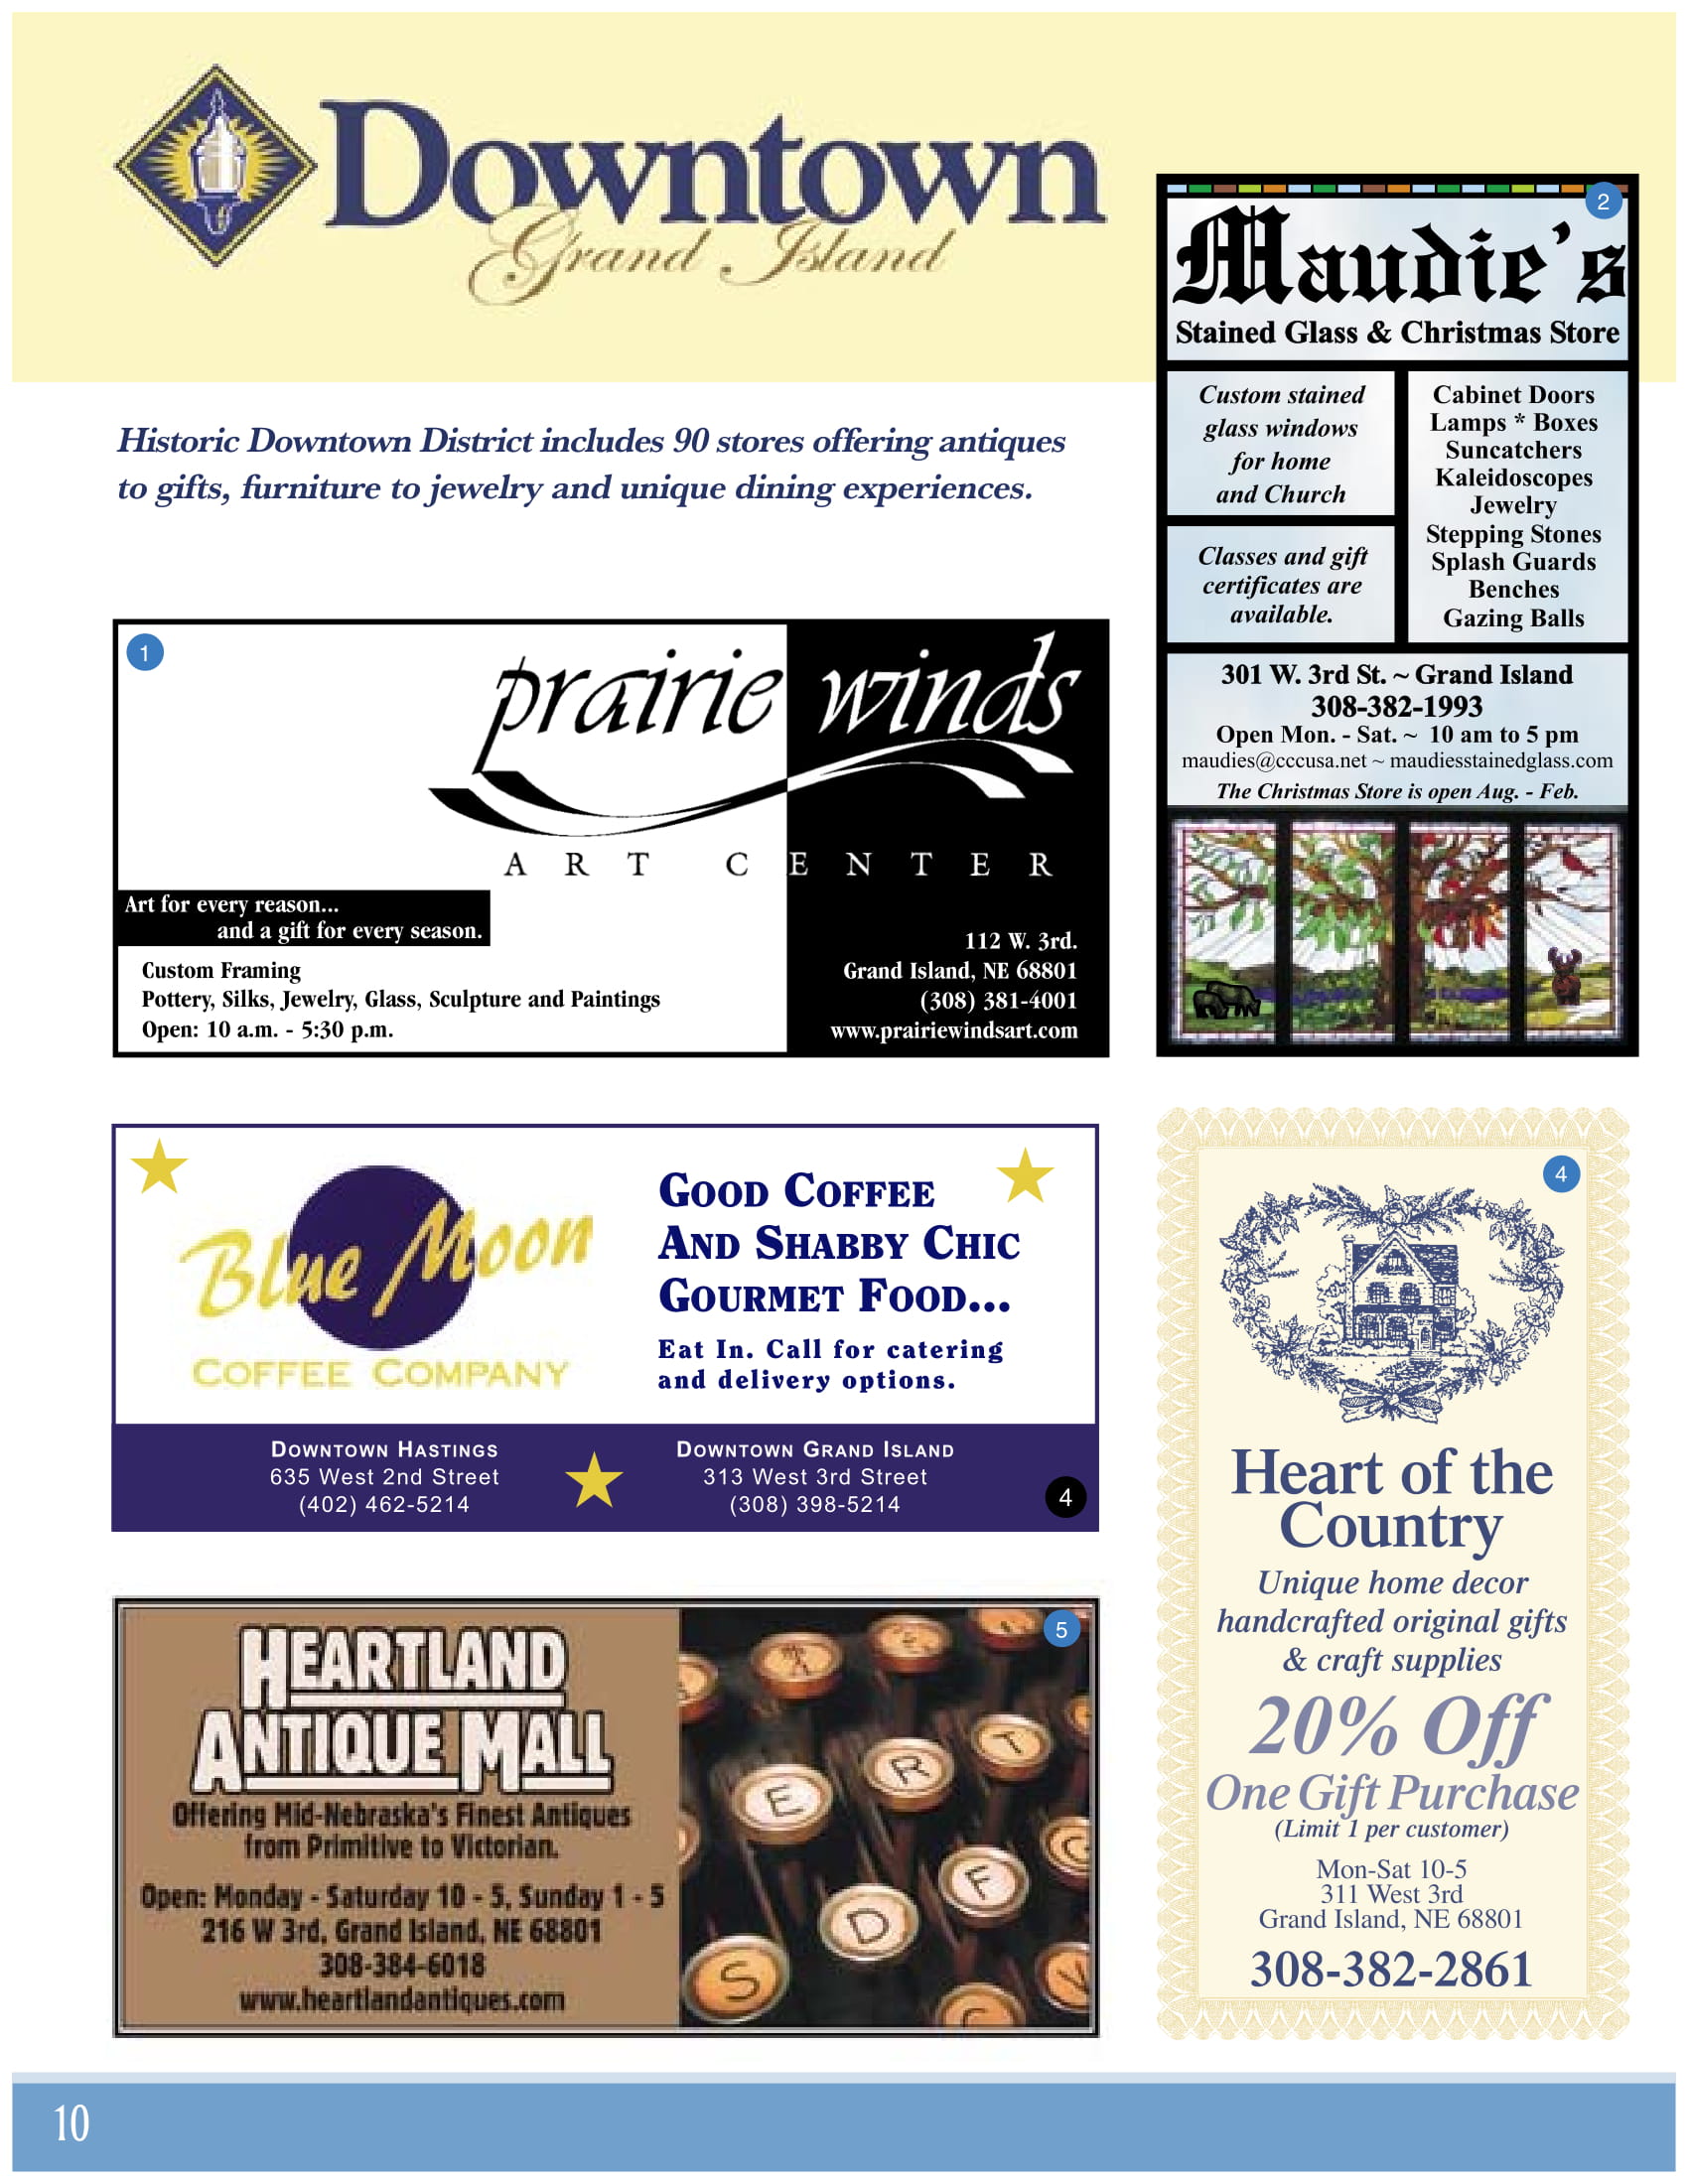 Downtown
Grand Island
Historic Downtown District includes 90 stores offering antiques
to gifts, furniture to jewelry and unique dining experiences.
2
Maudie's
Stained Glass & Christmas Store
Custom stained
glass windows
for home
and Church
Classes and gift
certificates are
available.
Cabinet Doors
Lamps * Boxes
Suncatchers
Kaleidoscopes
Jewelry
Stepping Stones
Splash Guards
Benches
Gazing Balls
301 W. 3rd St. ~ Grand Island
308-382-1993
Open Mon. - Sat. ~ 10 am to 5 pm
maudies@cccusa.net ~ maudiesstainedglass.com
The Christmas Store is open Aug. - Feb.
1
prairie winds
ART CENTER
Art for every reason...
and a gift for every season.
Custom Framing
Pottery, Silks, Jewelry, Glass, Sculpture and Paintings
Open: 10 a.m. - 5:30 p.m.
112 W. 3rd.
Grand Island, NE 68801
(308) 381-4001
www.prairiewindsart.com
Blue Moon
COFFEE COMPANY
GOOD COFFEE
AND SHABBY CHIC
GOURMET FOOD...
Eat In. Call for catering
and delivery options.
DOWNTOWN HASTINGS
635 West 2nd Street
(402) 462-5214
DOWNTOWN GRAND ISLAND
313 West 3rd Street
(308) 398-5214
4
4
Heart of the
Country
Unique home decor
handcrafted original gifts
& craft supplies
20% Off
One Gift Purchase
(Limit 1 per customer)
Mon-Sat 10-5
311 West 3rd
Grand Island, NE 68801
308-382-2861
HEARTLAND
ANTIQUE MALL
Offering Mid-Nebraska's Finest Antiques
from Primitive to Victorian.
Open: Monday - Saturday 10 - 5, Sunday 1 - 5
216 W 3rd, Grand Island, NE 68801
308-384-6018
www.heartlandantiques.com
5
E R T
S D F G
C V
10